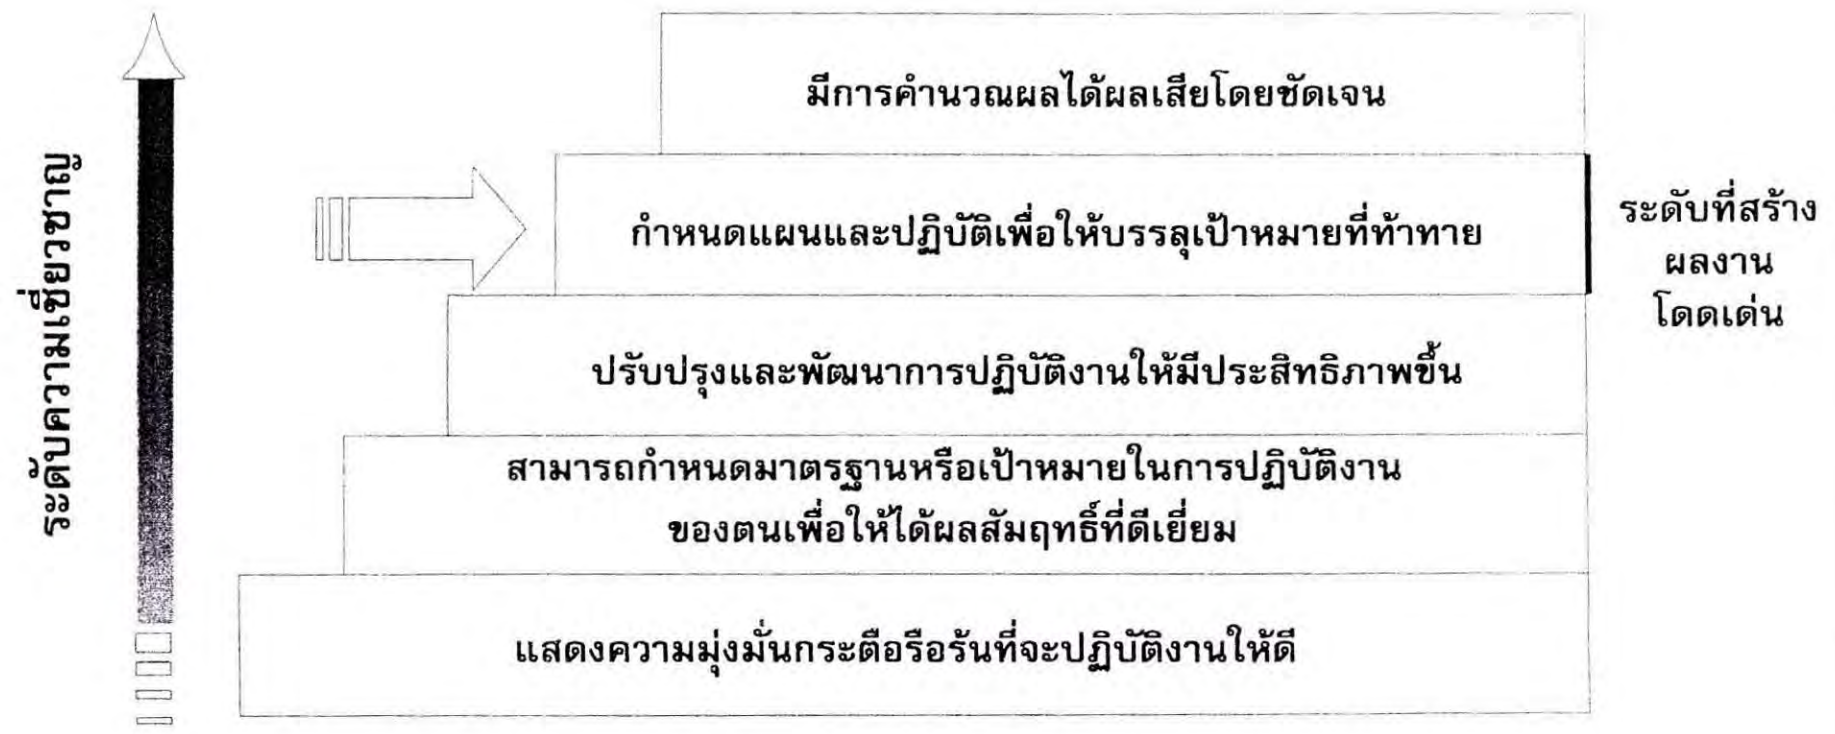 มีการคำนวณผลได้ผลเสียโดยชัดเจน
กำหนดแผนและปฏิบัติเพื่อให้บรรลุเป้าหมายที่ท้าทาย
ระดับที่สร้าง
ผลงาน
โดดเด่น
ปรับปรุงและพัฒนาการปฏิบัติงานให้มีประสิทธิภาพขึ้น
สามารถกำหนดมาตรฐานหรือเป้าหมายในการปฏิบัติงาน
ของตนเพื่อให้ได้ผลสัมฤทธิ์ที่ดีเยี่ยม
แสดงความมุ่งมั่นกระตือรือร้นที่จะปฏิบัติงานให้ดี
ระดับความเชี่ยวชาญ